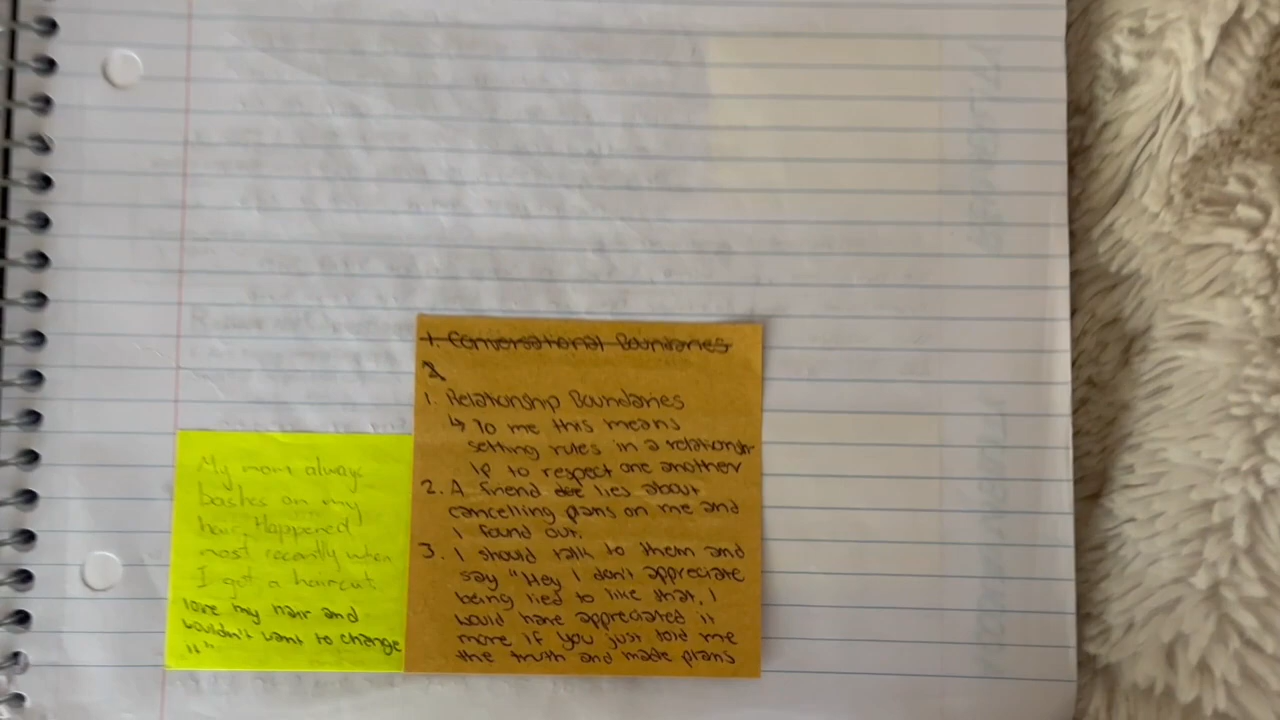 My mom always
bashes on my
hair. Happened
most recently when
I got a haircut
love my hair and
wouldn't want to change
it"
1. Conversational Boundaries
2
1. Relationship Boundaries
↳ To me this means
setting rules in a relationsh-
ip to respect one another
2. A friend lies about
cancelling plans on me and
I found out.
3. I should talk to them and
say "Hey I don't appreciate
being lied to like that. I
would have appreciated it
more if you just told me
the truth and made plans